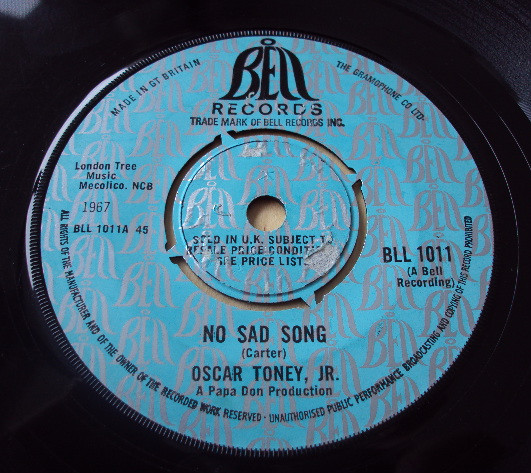 BELL
RECORDS
TRADE MARK OF BELL RECORDS INC.
MADE IN GT BRITAIN
THE GRAMOPHONE CO LTD.
London Tree
Music
Mecolico. NCB
1967
BLL 1011A 45
SOLD IN U.K. SUBJECT TO
RESALE PRICE CONDITIONS
PRICE LISTS
BLL 1011
(A Bell
Recording)
NO SAD SONG
(Carter)
OSCAR TONEY, JR.
A Papa Don Production
ALL RIGHTS OF THE MANUFACTURER AND OF THE OWNER OF THE RECORDED WORK RESERVED - UNAUTHORISED PUBLIC PERFORMANCE BROADCASTING AND COPYING OF THIS RECORD PROHIBITED